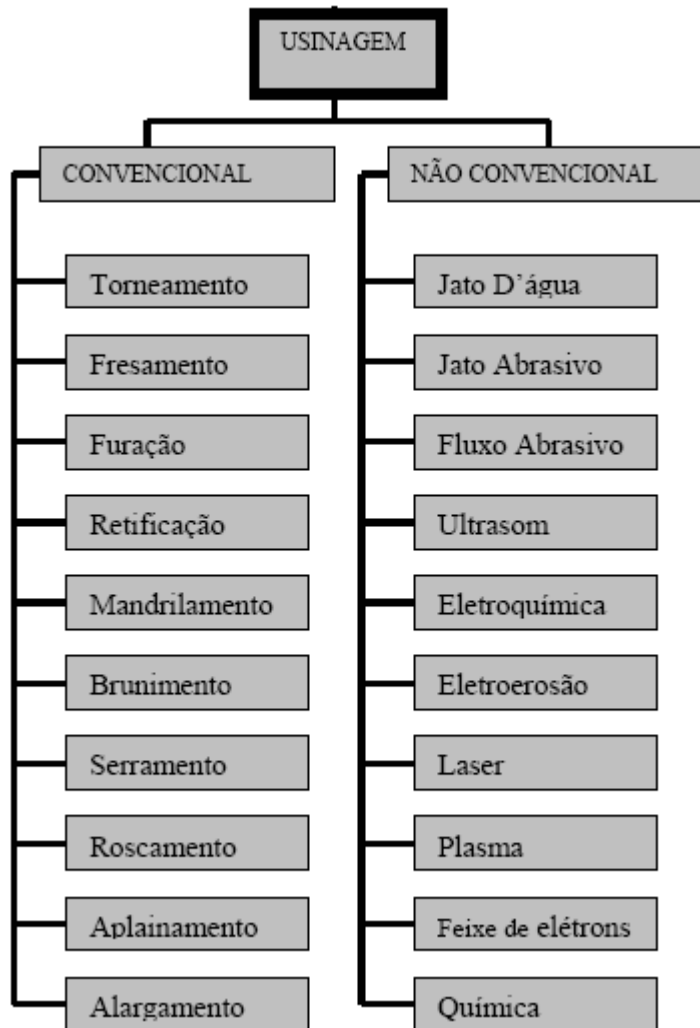 USINAGEM
CONVENCIONAL
NÃO CONVENCIONAL
Torneamento
Fresamento
Furação
Retificação
Mandrilamento
Brunimento
Serramento
Roscamento
Aplainamento
Alargamento
Jato D’água
Jato Abrasivo
Fluxo Abrasivo
Ultrasom
Eletroquímica
Eletroerosão
Laser
Plasma
Feixe de elétrons
Química